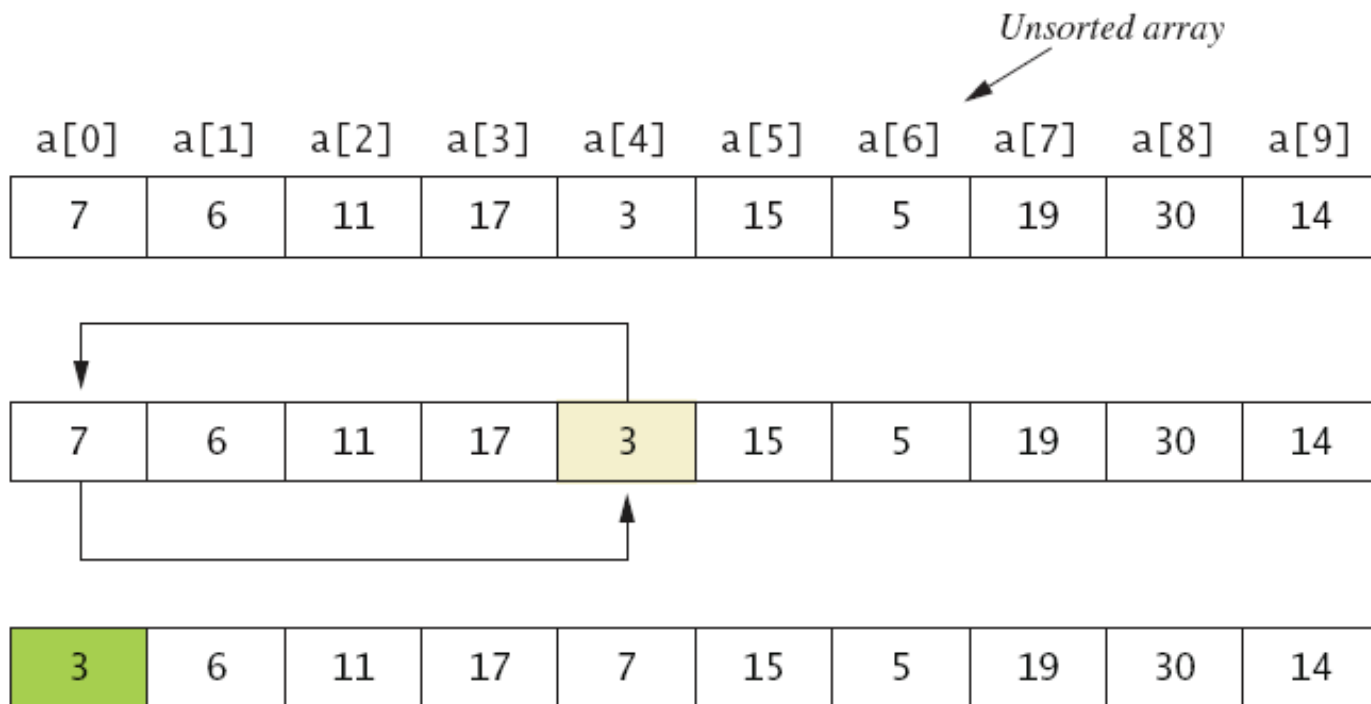 Unsorted array
a[0] a[1] a[2] a[3] a[4] a[5] a[6] a[7] a[8] a[9]
7 6 11 17 3 15 5 19 30 14
7 6 11 17 3 15 5 19 30 14
3 6 11 17 7 15 5 19 30 14